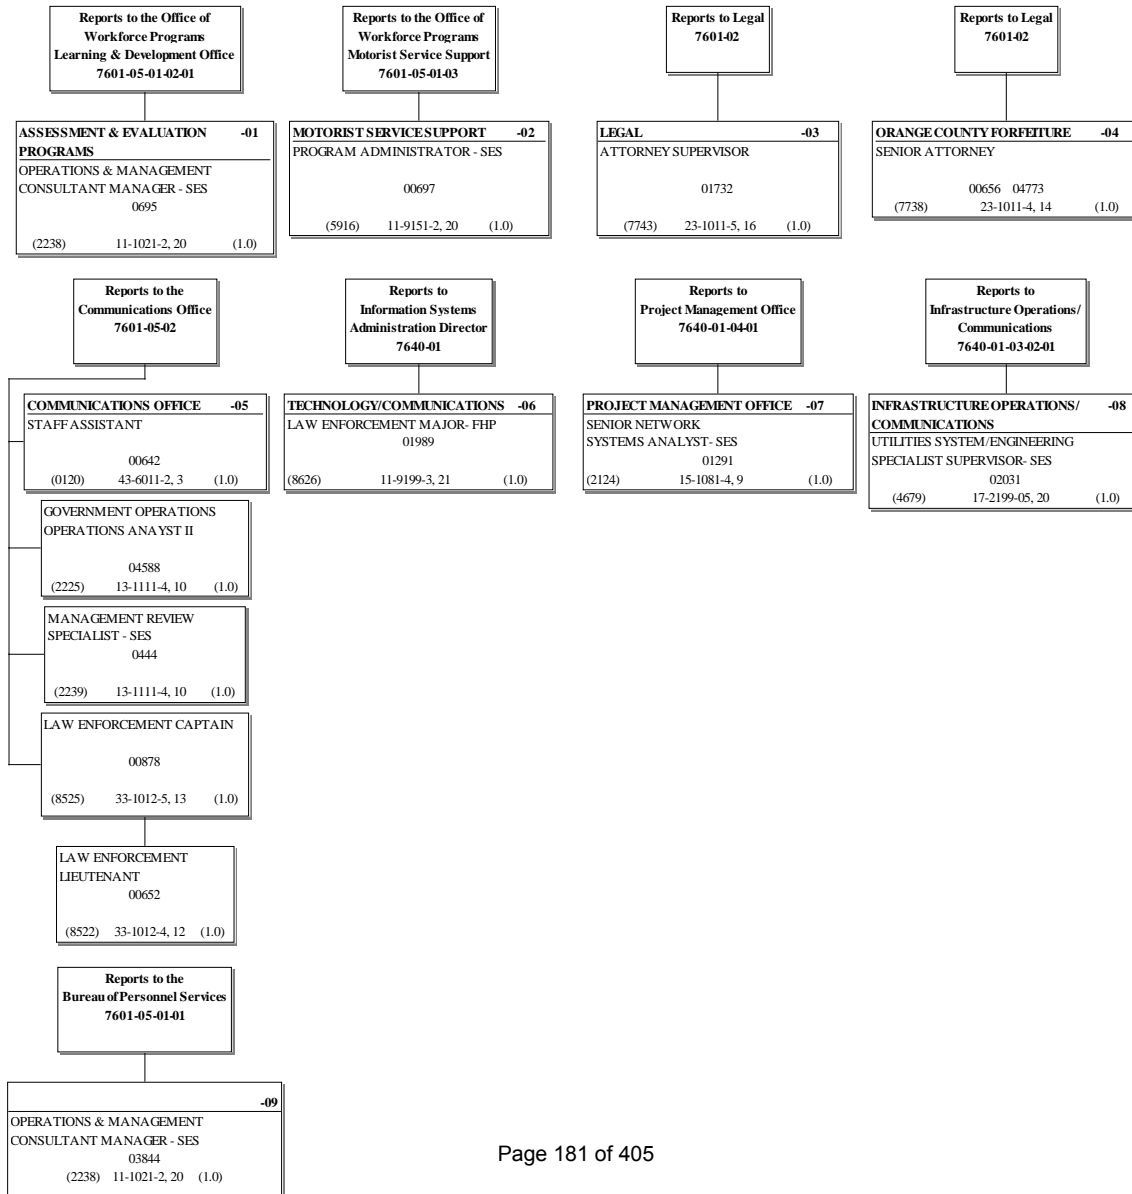 Reports to the Office of
Workforce Programs
Learning & Development Office
7601-05-01-02-01
ASSESSMENT & EVALUATION -01
PROGRAMS
OPERATIONS & MANAGEMENT
CONSULTANT MANAGER - SES
0695
(2238) 11-1021-2, 20 (1.0)
Reports to the Office of
Workforce Programs
Motorist Service Support
7601-05-01-03
MOTORIST SERVICE SUPPORT -02
PROGRAM ADMINISTRATOR - SES
00697
(5916) 11-9151-2, 20 (1.0)
Reports to Legal
7601-02
LEGAL -03
ATTORNEY SUPERVISOR
01732
(7743) 23-1011-5, 16 (1.0)
Reports to Legal
7601-02
ORANGE COUNTY FORFEITURE -04
SENIOR ATTORNEY
00656 04773
(7738) 23-1011-4, 14 (1.0)
Reports to the
Communications Office
7601-05-02
COMMUNICATIONS OFFICE -05
STAFF ASSISTANT
00642
(0120) 43-6011-2, 3 (1.0)
GOVERNMENT OPERATIONS
OPERATIONS ANAYST II
04588
(2225) 13-1111-4, 10 (1.0)
MANAGEMENT REVIEW
SPECIALIST - SES
0444
(2239) 13-1111-4, 10 (1.0)
LAW ENFORCEMENT CAPTAIN
00878
(8525) 33-1012-5, 13 (1.0)
LAW ENFORCEMENT
LIEUTENANT
00652
(8522) 33-1012-4, 12 (1.0)
Reports to
Information Systems
Administration Director
7640-01
TECHNOLOGY/COMMUNICATIONS -06
LAW ENFORCEMENT MAJOR- FHP
01989
(8626) 11-9199-3, 21 (1.0)
Reports to
Project Management Office
7640-01-04-01
PROJECT MANAGEMENT OFFICE -07
SENIOR NETWORK
SYSTEMS ANALYST- SES
01291
(2124) 15-1081-4, 9 (1.0)
Reports to
Infrastructure Operations/
Communications
7640-01-03-02-01
INFRASTRUCTURE OPERATIONS/ -08
COMMUNICATIONS
UTILITIES SYSTEM/ENGINEERING
SPECIALIST SUPERVISOR- SES
02031
(4679) 17-2199-05, 20 (1.0)
Reports to the
Bureau of Personnel Services
7601-05-01-01
-09
OPERATIONS & MANAGEMENT
CONSULTANT MANAGER - SES
03844
(2238) 11-1021-2, 20 (1.0)
Page 181 of 405